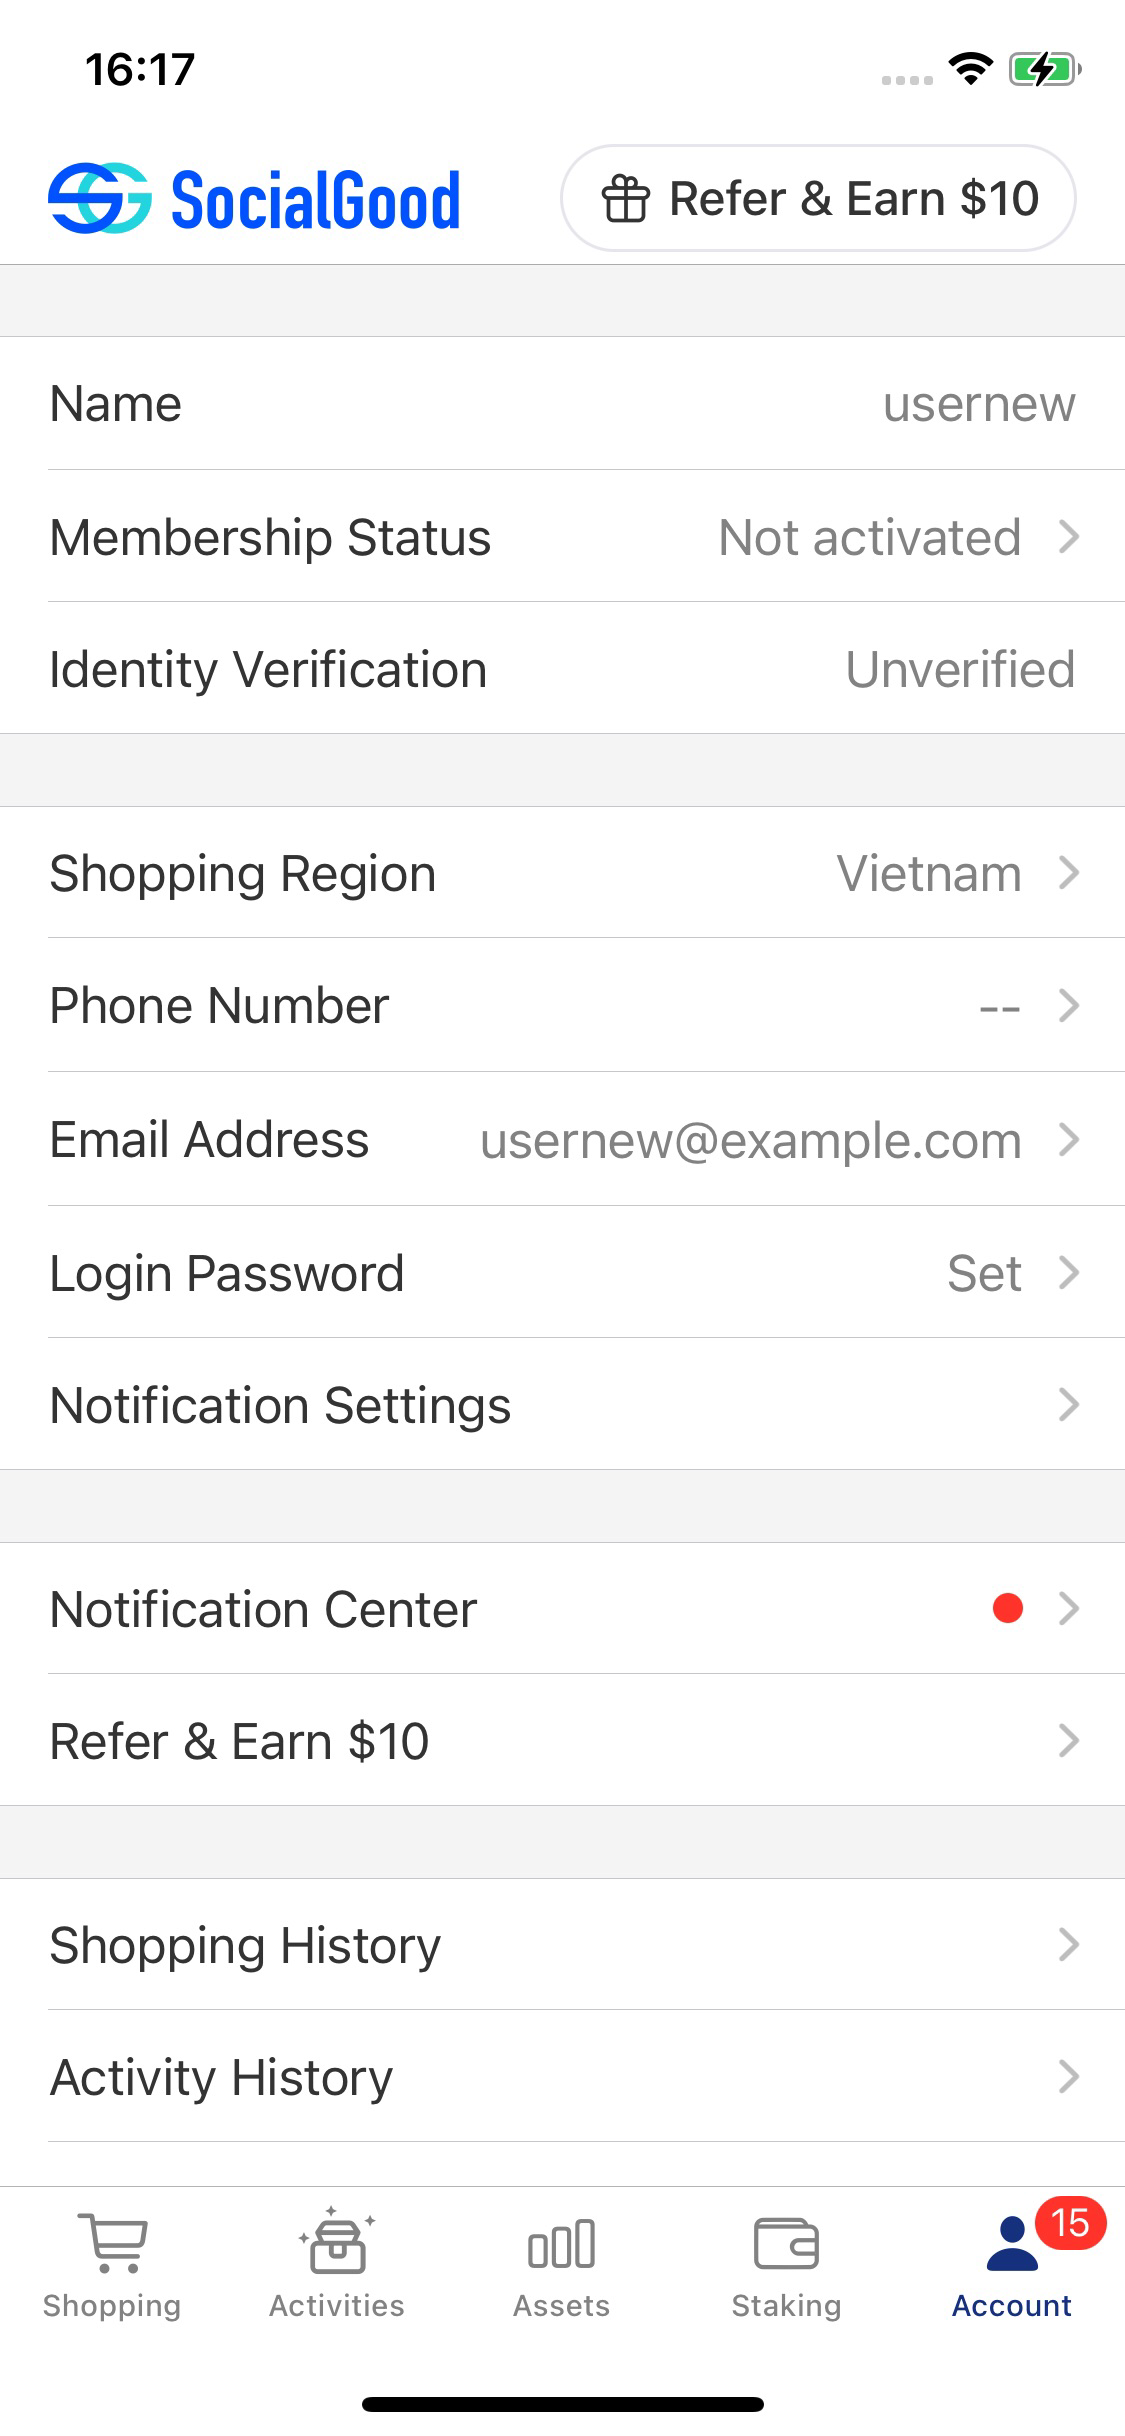 16:17
SocialGood
Refer & Earn $10
Name usernew
Membership Status Not activated
Identity Verification Unverified
Shopping Region Vietnam
Phone Number --
Email Address usernew@example.com
Login Password Set
Notification Settings
Notification Center
Refer & Earn $10
Shopping History
Activity History
15
Shopping Activities Assets Staking Account